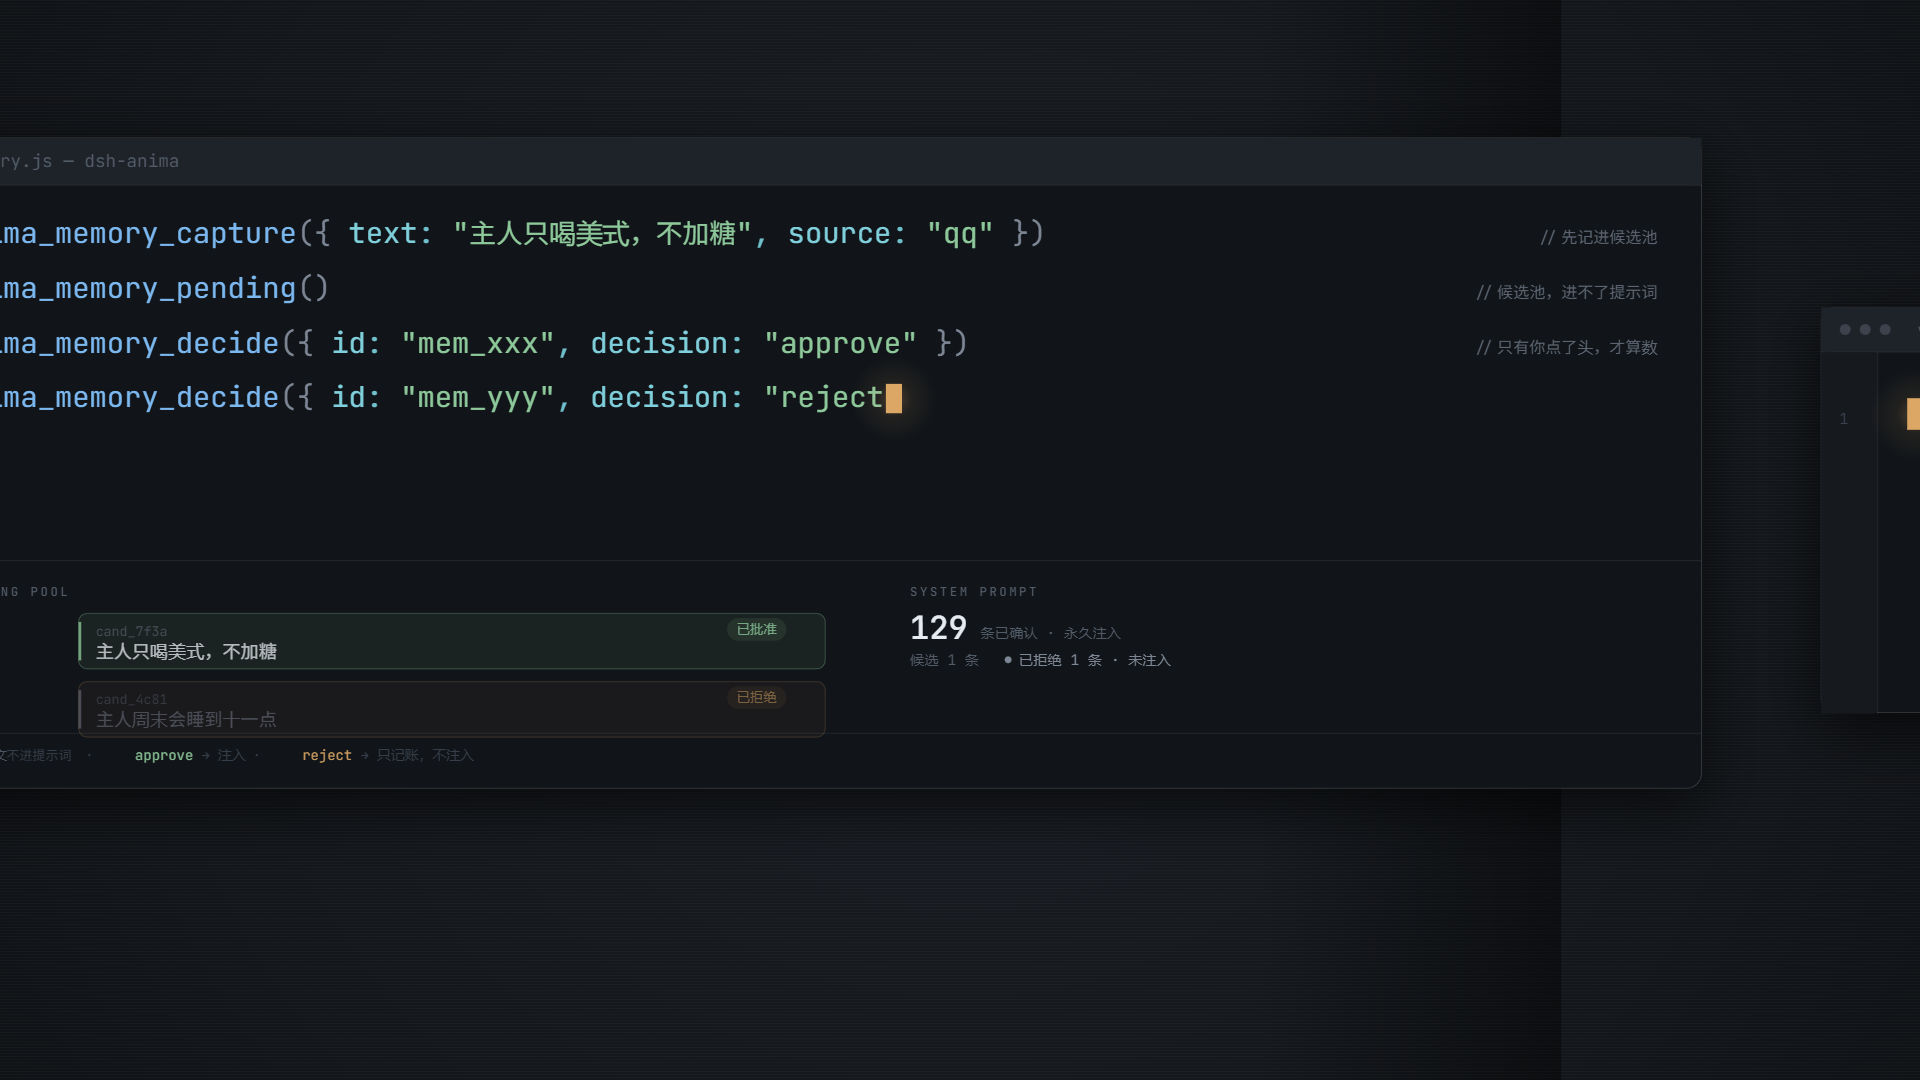 ry.js — dsh-anima
ma_memory_capture({ text: "主人只喝美式，不加糖", source: "qq" })
// 先记进候选池
ma_memory_pending()
// 候选池，进不了提示词
ma_memory_decide({ id: "mem_xxx", decision: "approve" })
// 只有你点了头，才算数
ma_memory_decide({ id: "mem_yyy", decision: "reject
1
NG POOL
cand_7f3a
已批准
主人只喝美式，不加糖
cand_4c81
已拒绝
主人周末会睡到十一点
SYSTEM PROMPT
129 条已确认 · 永久注入
候选 1 条 ● 已拒绝 1 条 · 未注入
文不进提示词 · approve → 注入 · reject → 只记账，不注入